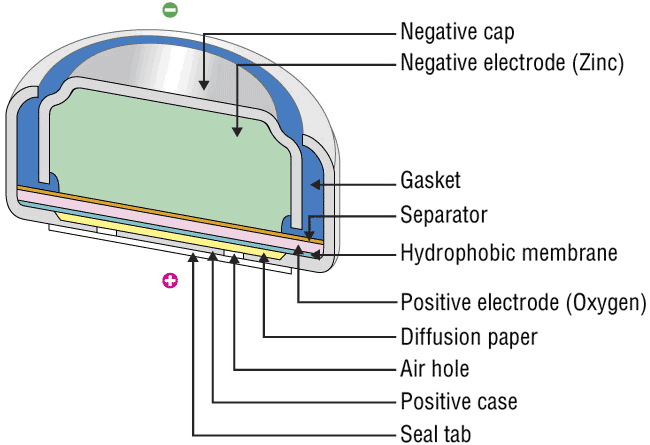 Negative cap
Negative electrode (Zinc)
Gasket
Separator
Hydrophobic membrane
Positive electrode (Oxygen)
Diffusion paper
Air hole
Positive case
Seal tab